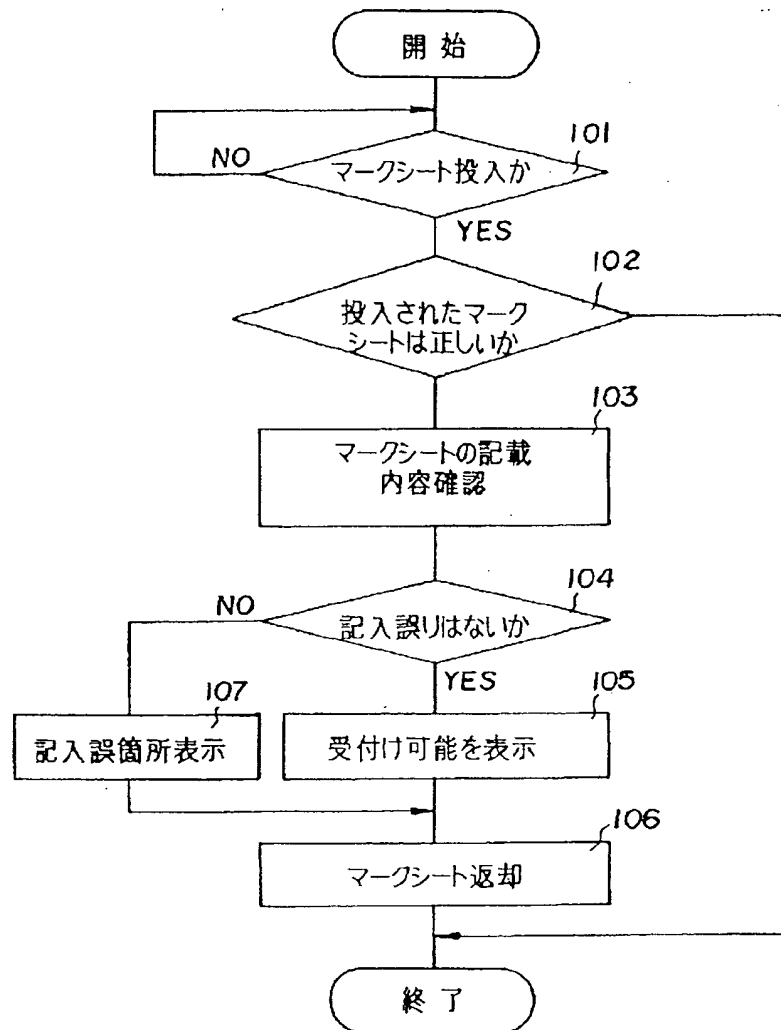 開始
101
NO
マークシート投入か
YES
102
投入されたマーク
シートは正しいか
103
マークシートの記載
内容確認
104
NO
記入誤りはないか
YES
107
105
記入誤箇所表示
受付け可能を表示
106
マークシート返却
終了